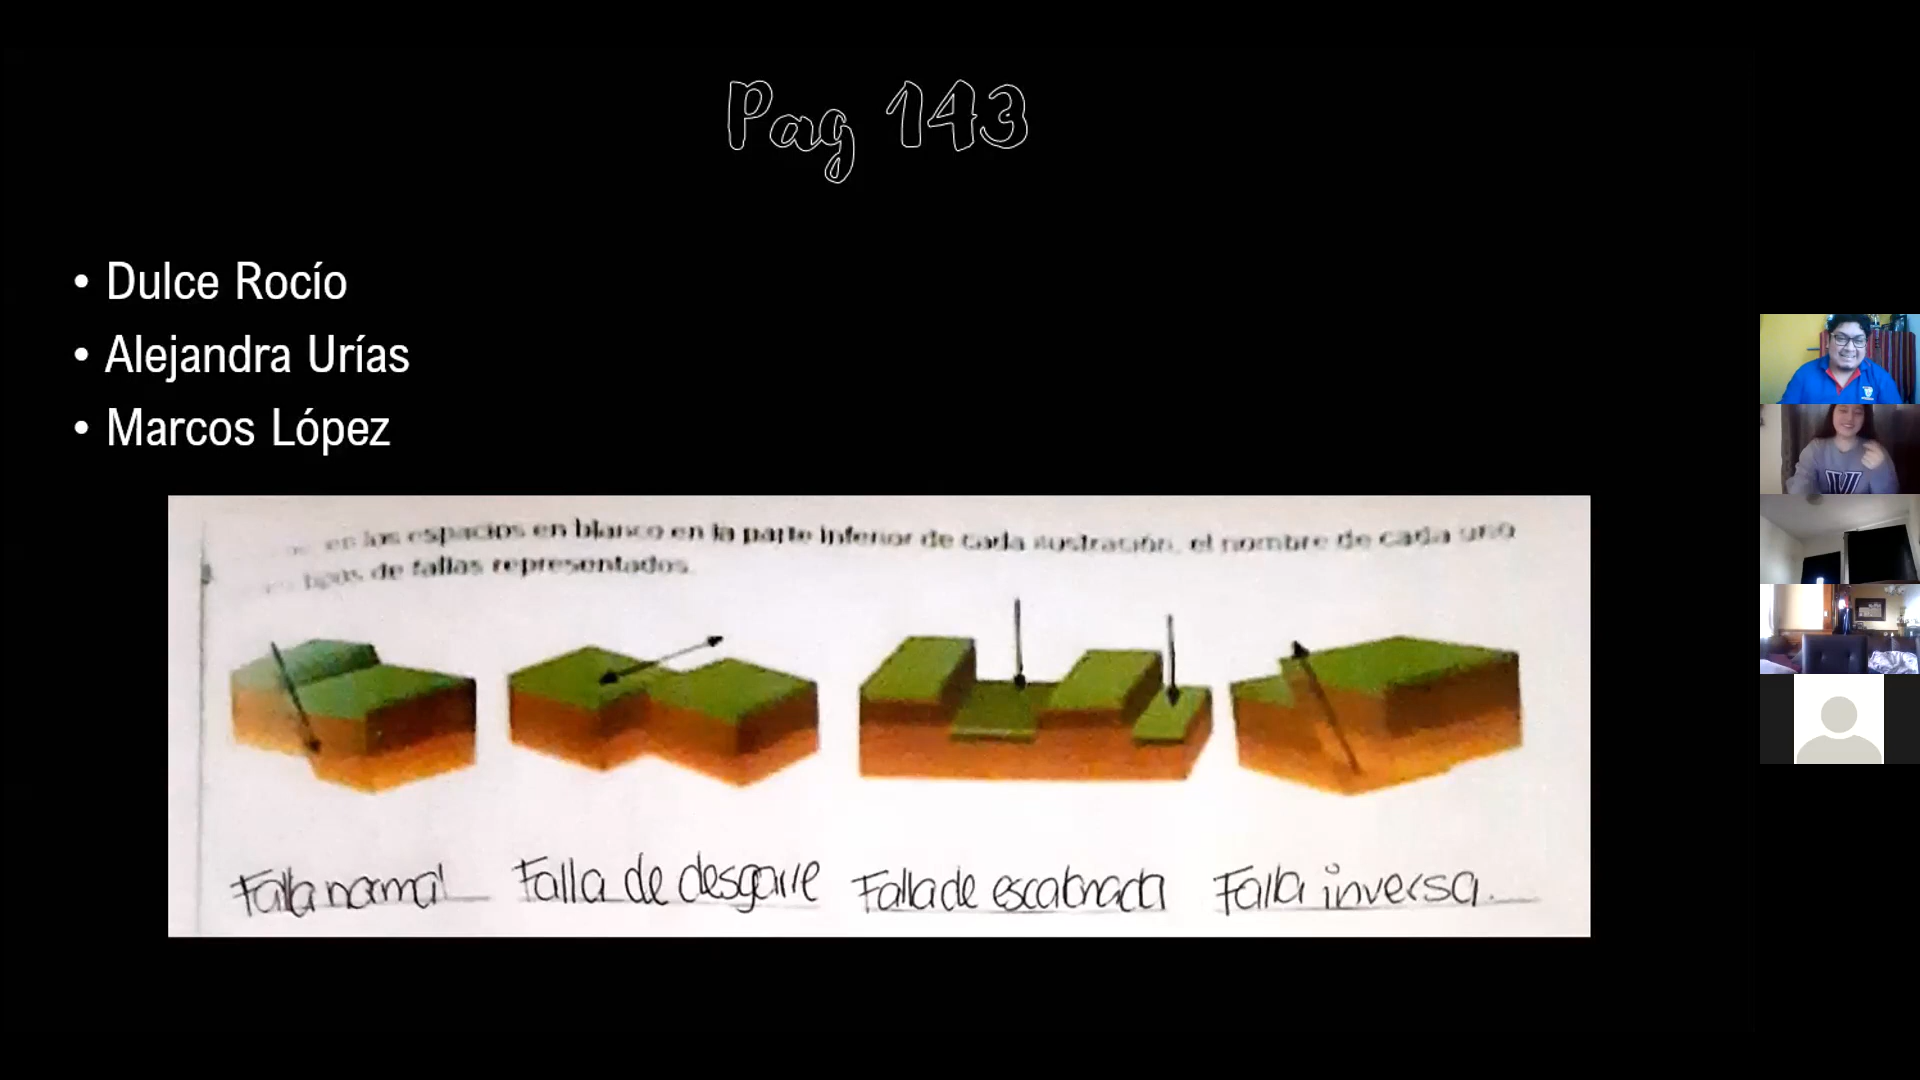 Pag 143
• Dulce Rocío
• Alejandra Urías
• Marcos López
en los espacios en blanco en la parte inferior de cada ilustración, el nombre de cada uno
tipos de fallas representados
Falla normal
Falla de desgarre
Falla de escalonada
Falla inversa.